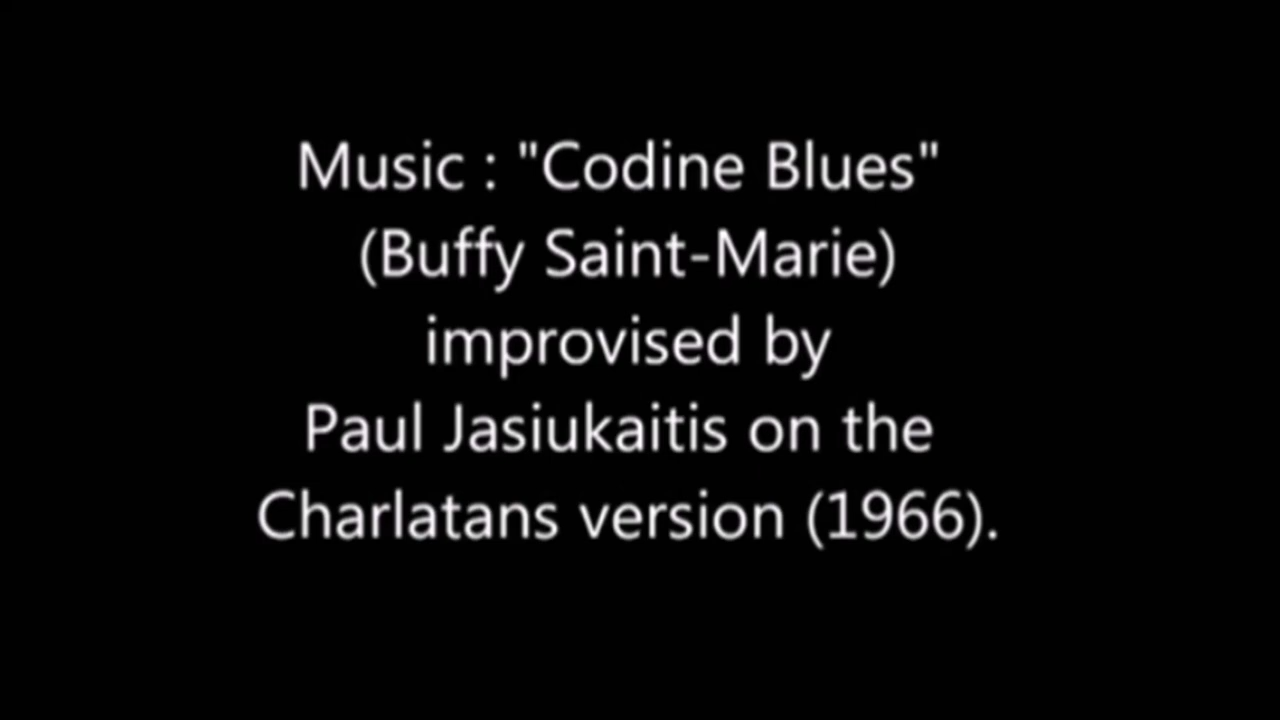 Music : "Codine Blues"
(Buffy Saint-Marie)
improvised by
Paul Jasiukaitis on the
Charlatans version (1966).